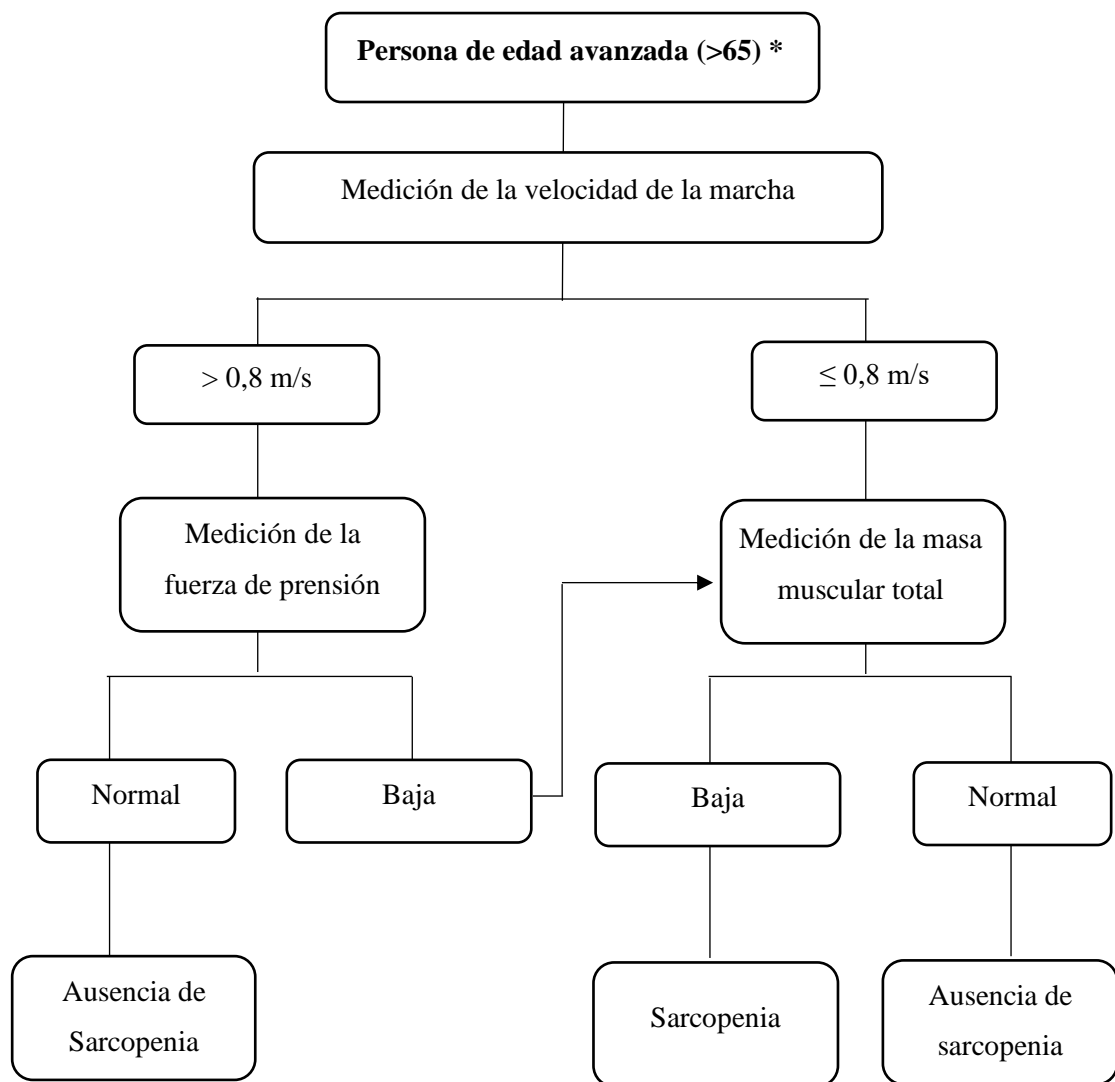 Persona de edad avanzada (>65) *
Medición de la velocidad de la marcha
> 0,8 m/s
≤ 0,8 m/s
Medición de la
fuerza de prensión
Medición de la masa
muscular total
Normal
Baja
Baja
Normal
Ausencia de
Sarcopenia
Sarcopenia
Ausencia de
sarcopenia